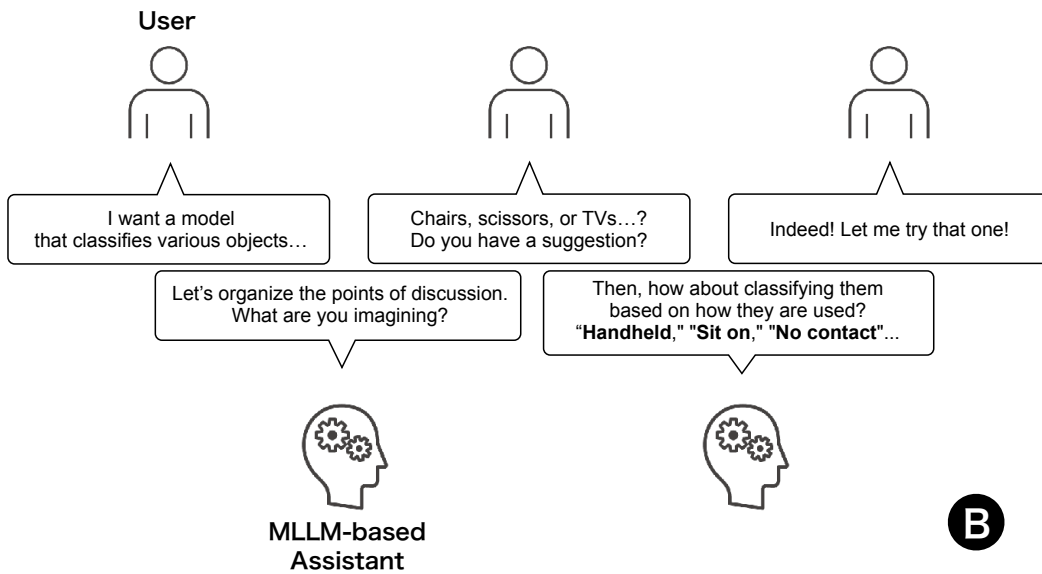 User
I want a model
that classifies various objects…
Let’s organize the points of discussion.
What are you imagining?
Chairs, scissors, or TVs…?
Do you have a suggestion?
Then, how about classifying them
based on how they are used?
“Handheld," "Sit on," "No contact"...
Indeed! Let me try that one!
MLLM-based
Assistant
B